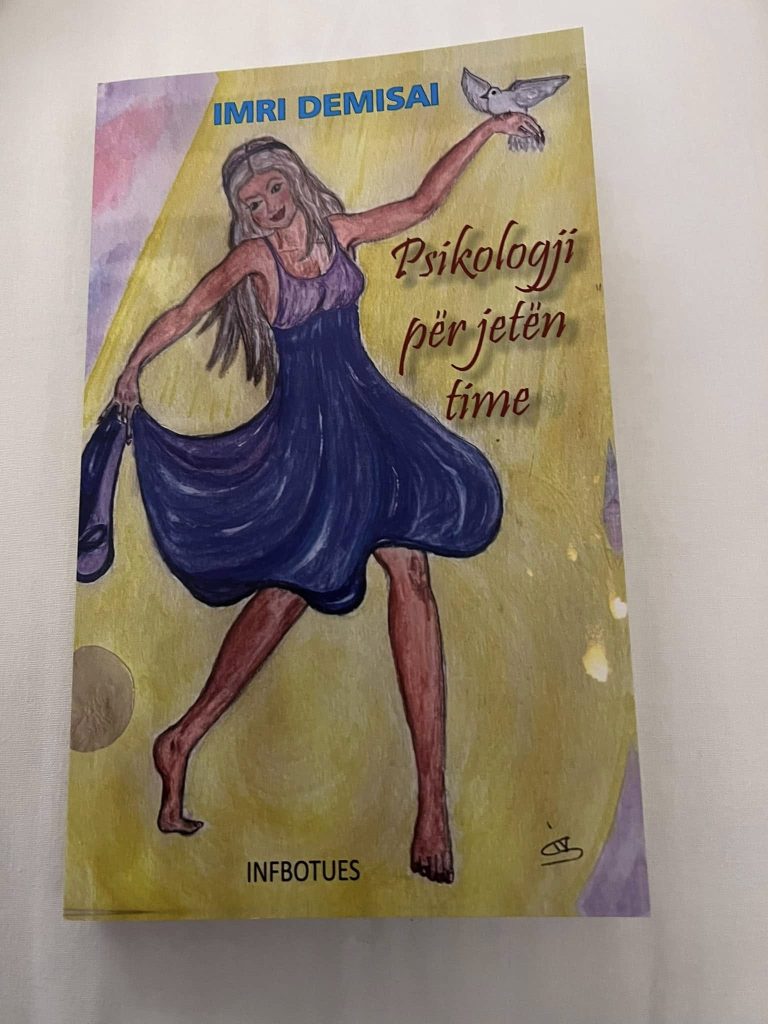 IMRI DEMISAI
Psikologji
për jetën
time
INFBOTUES